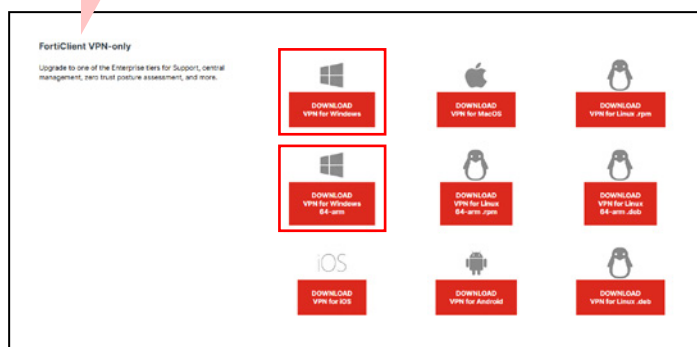 FortiClient VPN-only
Upgrade to one of the Enterprise tiers for Support, central
management, zero trust posture assessment, and more.
DOWNLOAD
VPN for Windows
DOWNLOAD
VPN for MacOS
DOWNLOAD
VPN for Linux .rpm
DOWNLOAD
VPN for Windows
64-arm
DOWNLOAD
VPN for Linux
64-arm .rpm
DOWNLOAD
VPN for Linux
64-arm .deb
iOS
DOWNLOAD
VPN for iOS
DOWNLOAD
VPN for Android
DOWNLOAD
VPN for Linux .deb